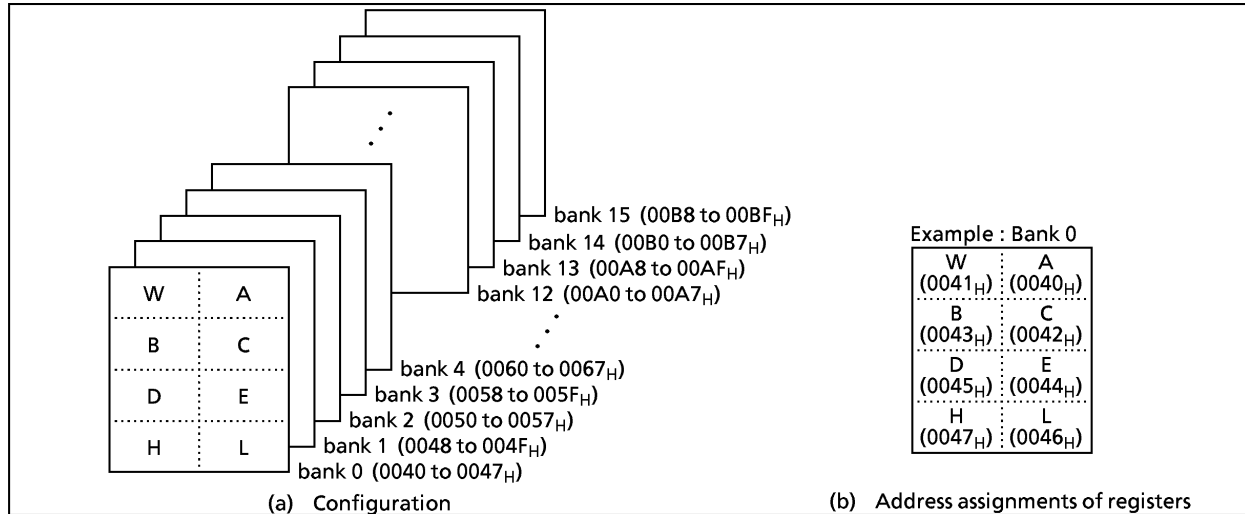 bank 15 (00B8 to 00BFH)
bank 14 (00B0 to 00B7H)
bank 13 (00A8 to 00AFH)
bank 12 (00A0 to 00A7H)
bank 4 (0060 to 0067H)
bank 3 (0058 to 005FH)
bank 2 (0050 to 0057H)
bank 1 (0048 to 004FH)
bank 0 (0040 to 0047H)
W A
B C
D E
H L
(a) Configuration
Example : Bank 0
W A
(0041H) (0040H)
B C
(0043H) (0042H)
D E
(0045H) (0044H)
H L
(0047H) (0046H)
(b) Address assignments of registers